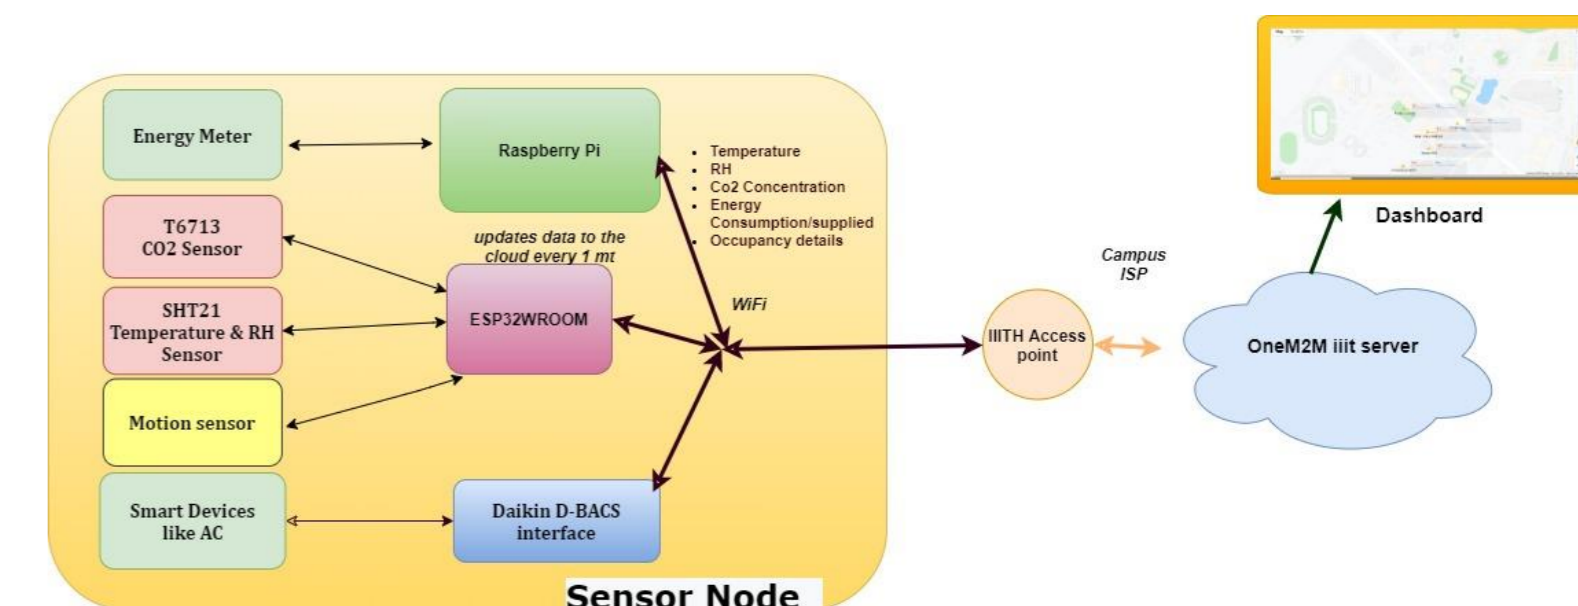 Energy Meter
Raspberry Pi
T6713
CO2 Sensor
updates data to the
cloud every 1 mt
SHT21
Temperature & RH
Sensor
ESP32WROOM
Motion sensor
Smart Devices
like AC
Daikin D-BACS
interface
Sensor Node
• Temperature
• RH
• Co2 Concentration
• Energy
Consumption/supplied
• Occupancy details
WiFi
IIITH Access
point
Campus
ISP
OneM2M iiit server
Dashboard